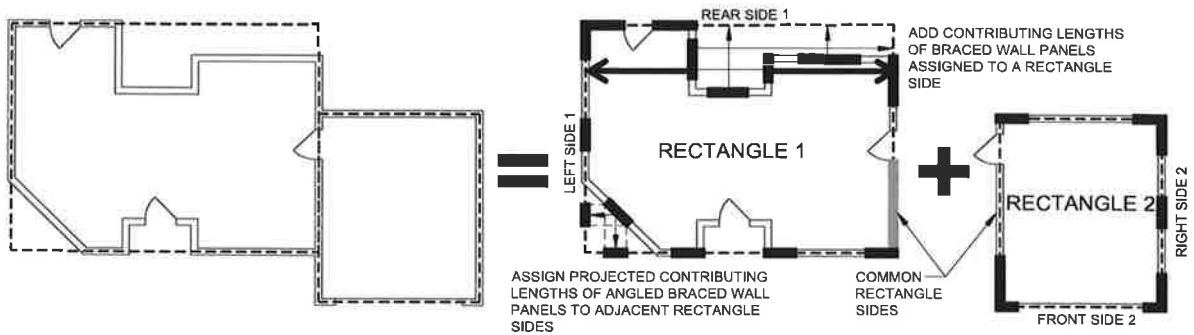 REAR SIDE 1
ADD CONTRIBUTING LENGTHS
OF BRACED WALL PANELS
ASSIGNED TO A RECTANGLE
SIDE
LEFT SIDE 1
RECTANGLE 1
RECTANGLE 2
RIGHT SIDE 2
ASSIGN PROJECTED CONTRIBUTING
LENGTHS OF ANGLED BRACED WALL
PANELS TO ADJACENT RECTANGLE
SIDES
COMMON
RECTANGLE
SIDES
FRONT SIDE 2